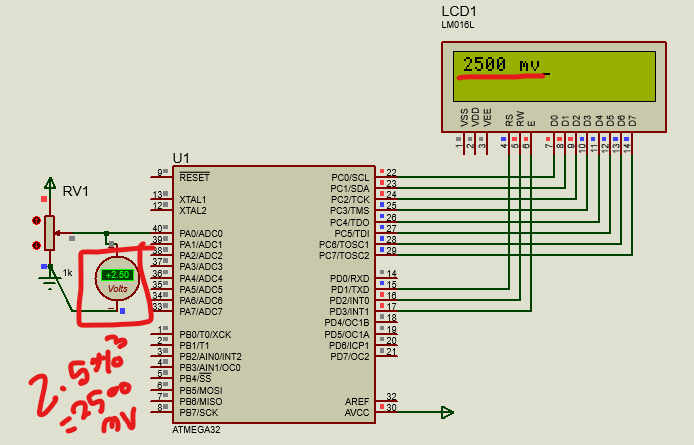 LCD1
LM016L
2500 mv
VSS
VDD
VEE
RS
RW
E
D0
D1
D2
D3
D4
D5
D6
D7
1
2
3
4
5
6
7
8
9
10
11
12
13
14
RV1
1k
+2.50
Volts
U1
9 RESET PC0/SCL 22
PC1/SDA 23
13 XTAL1 PC2/TCK 24
12 XTAL2 PC3/TMS 25
PC4/TDO 26
40 PA0/ADC0 PC5/TDI 27
39 PA1/ADC1 PC6/TOSC1 28
38 PA2/ADC2 PC7/TOSC2 29
37 PA3/ADC3
36 PA4/ADC4 PD0/RXD 14
35 PA5/ADC5 PD1/TXD 15
34 PA6/ADC6 PD2/INT0 16
33 PA7/ADC7 PD3/INT1 17
PD4/OC1B 18
1 PB0/T0/XCK PD5/OC1A 19
2 PB1/T1 PD6/ICP1 20
3 PB2/AIN0/INT2 PD7/OC2 21
4 PB3/AIN1/OC0
5 PB4/SS
6 PB5/MOSI
7 PB6/MISO AREF 32
8 PB7/SCK AVCC 30
ATMEGA32
=2500
mV